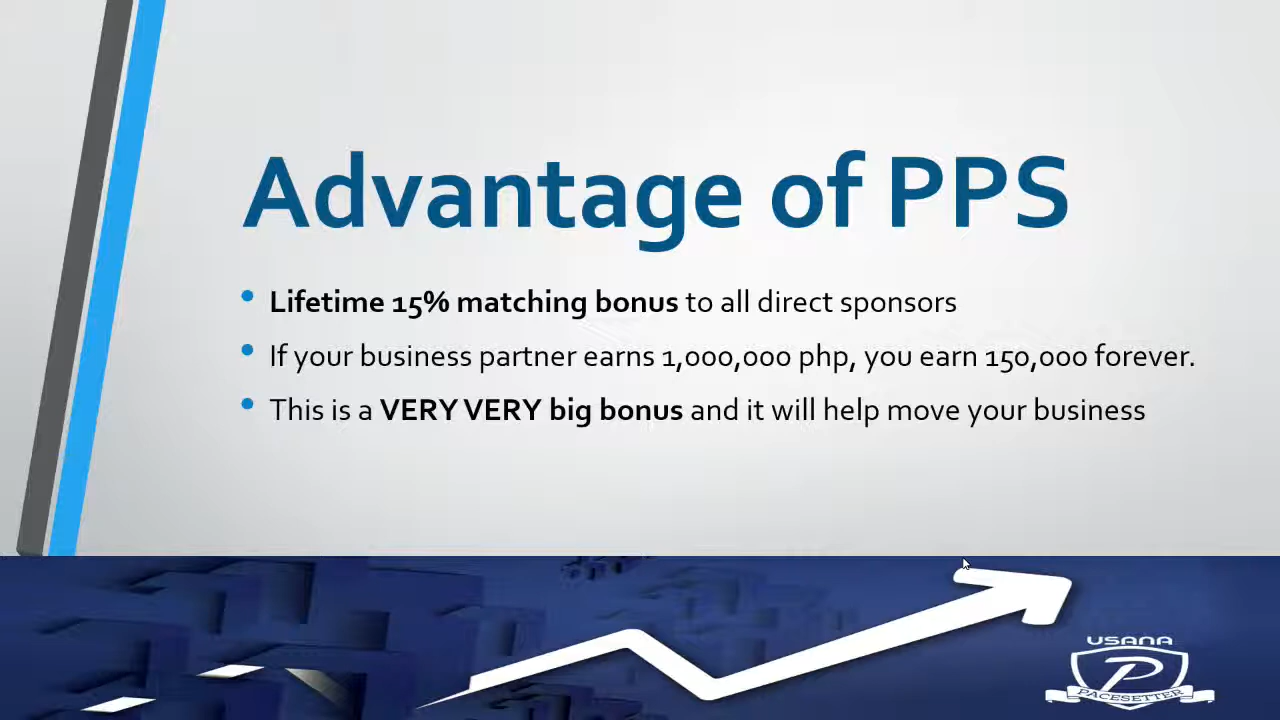 Advantage of PPS
Lifetime 15% matching bonus to all direct sponsors
If your business partner earns 1,000,000 php, you earn 150,000 forever.
This is a VERY VERY big bonus and it will help move your business
USANA
P
PACESETTER